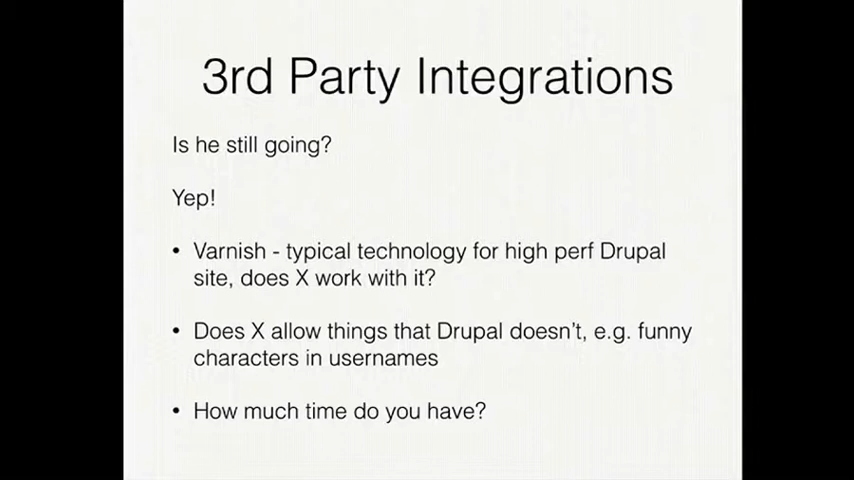 3rd Party Integrations
Is he still going?
Yep!
• Varnish - typical technology for high perf Drupal
site, does X work with it?
• Does X allow things that Drupal doesn't, e.g. funny
characters in usernames
• How much time do you have?